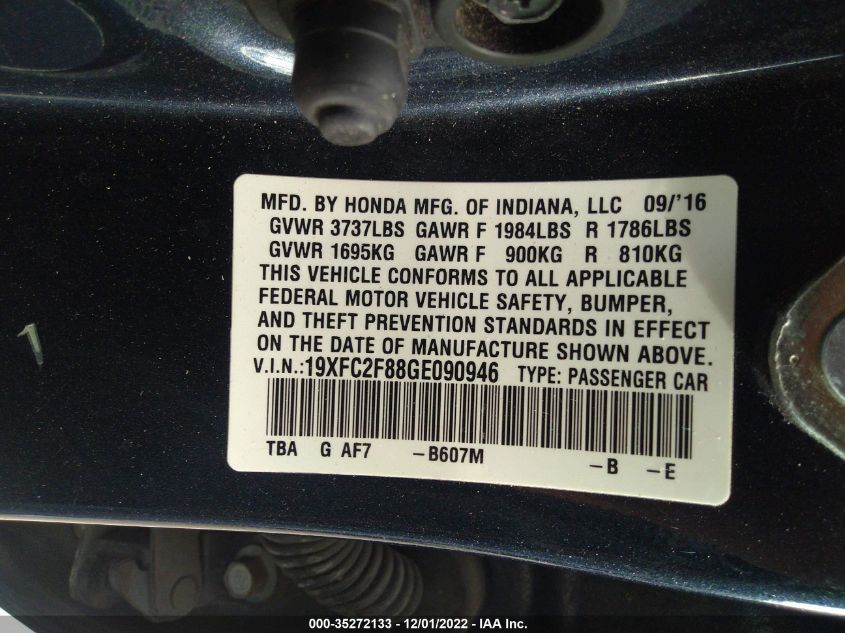 MFD. BY HONDA MFG. OF INDIANA, LLC 09/'16
GVWR 3737LBS GAWR F 1984LBS R 1786LBS
GVWR 1695KG GAWR F 900KG R 810KG
THIS VEHICLE CONFORMS TO ALL APPLICABLE
FEDERAL MOTOR VEHICLE SAFETY, BUMPER,
AND THEFT PREVENTION STANDARDS IN EFFECT
ON THE DATE OF MANUFACTURE SHOWN ABOVE.
V.I.N.:19XFC2F88GE090946 TYPE: PASSENGER CAR
TBA G AF7 -B607M -B -E
000-35272133 - 12/01/2022 - IAA Inc.